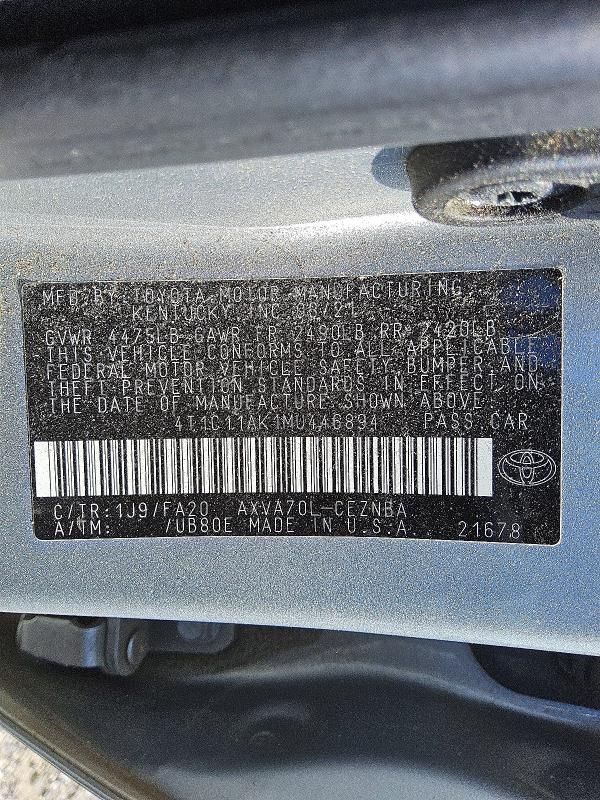 MFD. BY: TOYOTA MOTOR MANUFACTURING,
KENTUCKY, INC. 08/21
GVWR 4475LB GAWR FR 2490LB RR 2420LB
THIS VEHICLE CONFORMS TO ALL APPLICABLE
FEDERAL MOTOR VEHICLE SAFETY, BUMPER, AND
THEFT PREVENTION STANDARDS IN EFFECT ON
THE DATE OF MANUFACTURE SHOWN ABOVE.
4T1C11AK1MU446894 PASS CAR
C/TR: 1J9/FA20 AXVA70L-CEZNBA
A/TM: /UB80E MADE IN U.S.A. 21678